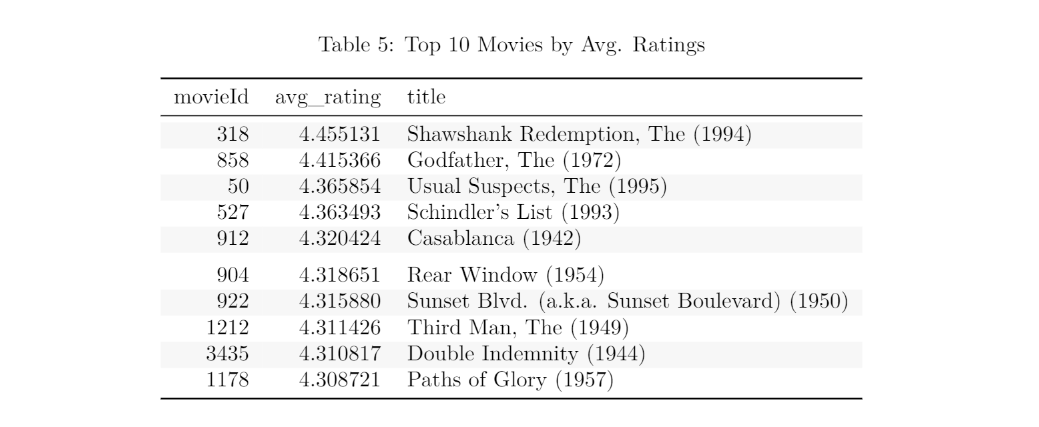 Table 5: Top 10 Movies by Avg. Ratings
movieId avg_rating title
318 4.455131 Shawshank Redemption, The (1994)
858 4.415366 Godfather, The (1972)
50 4.365854 Usual Suspects, The (1995)
527 4.363493 Schindler's List (1993)
912 4.320424 Casablanca (1942)
904 4.318651 Rear Window (1954)
922 4.315880 Sunset Blvd. (a.k.a. Sunset Boulevard) (1950)
1212 4.311426 Third Man, The (1949)
3435 4.310817 Double Indemnity (1944)
1178 4.308721 Paths of Glory (1957)